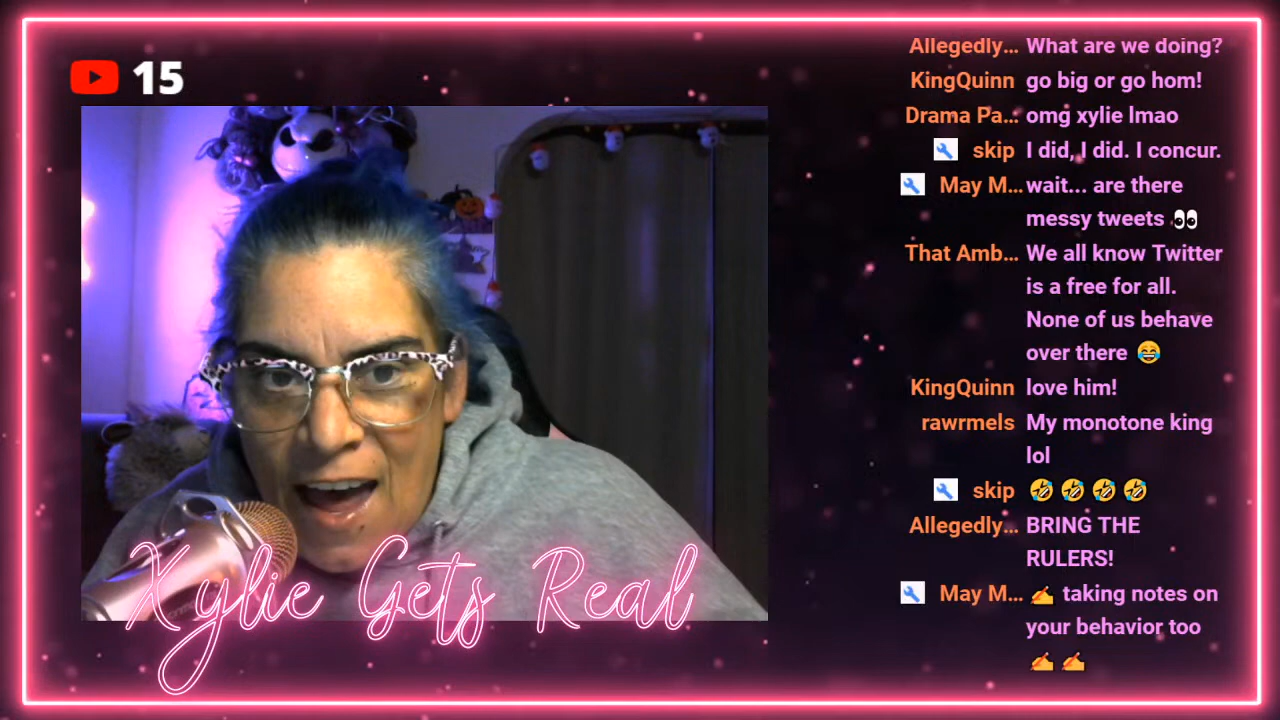 15
Xylie Gets Real
Allegedly... What are we doing?
KingQuinn go big or go hom!
Drama Pa... omg xylie lmao
skip I did, I did. I concur.
May M... wait... are there
messy tweets 👀
That Amb... We all know Twitter
is a free for all.
None of us behave
over there 😂
KingQuinn love him!
rawrmels My monotone king
lol
skip 🤣 🤣 🤣 🤣
Allegedly... BRING THE
RULERS!
May M... ✍️ taking notes on
your behavior too
✍️ ✍️